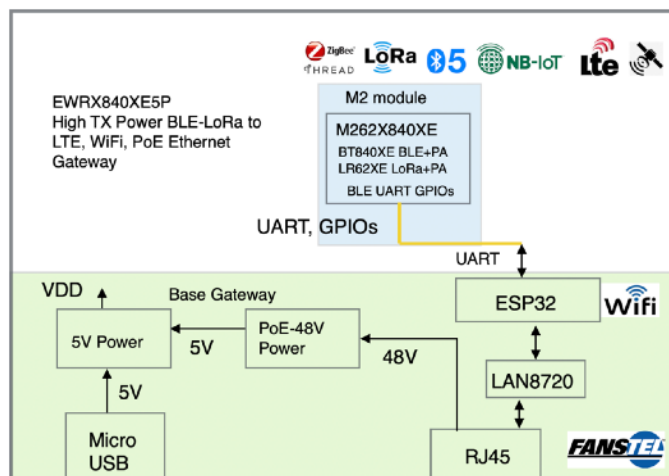 ZigBee
THREAD
LoRa
5
NB-IoT
Lte
EWRX840XE5P
High TX Power BLE-LoRa to
LTE, WiFi, PoE Ethernet
Gateway
M2 module
M262X840XE
BT840XE BLE+PA
LR62XE LoRa+PA
BLE UART GPIOs
UART, GPIOs
UART
VDD
Base Gateway
ESP32
WiFi
5V Power
5V
PoE-48V
Power
48V
LAN8720
5V
Micro
USB
RJ45
FANSTEL